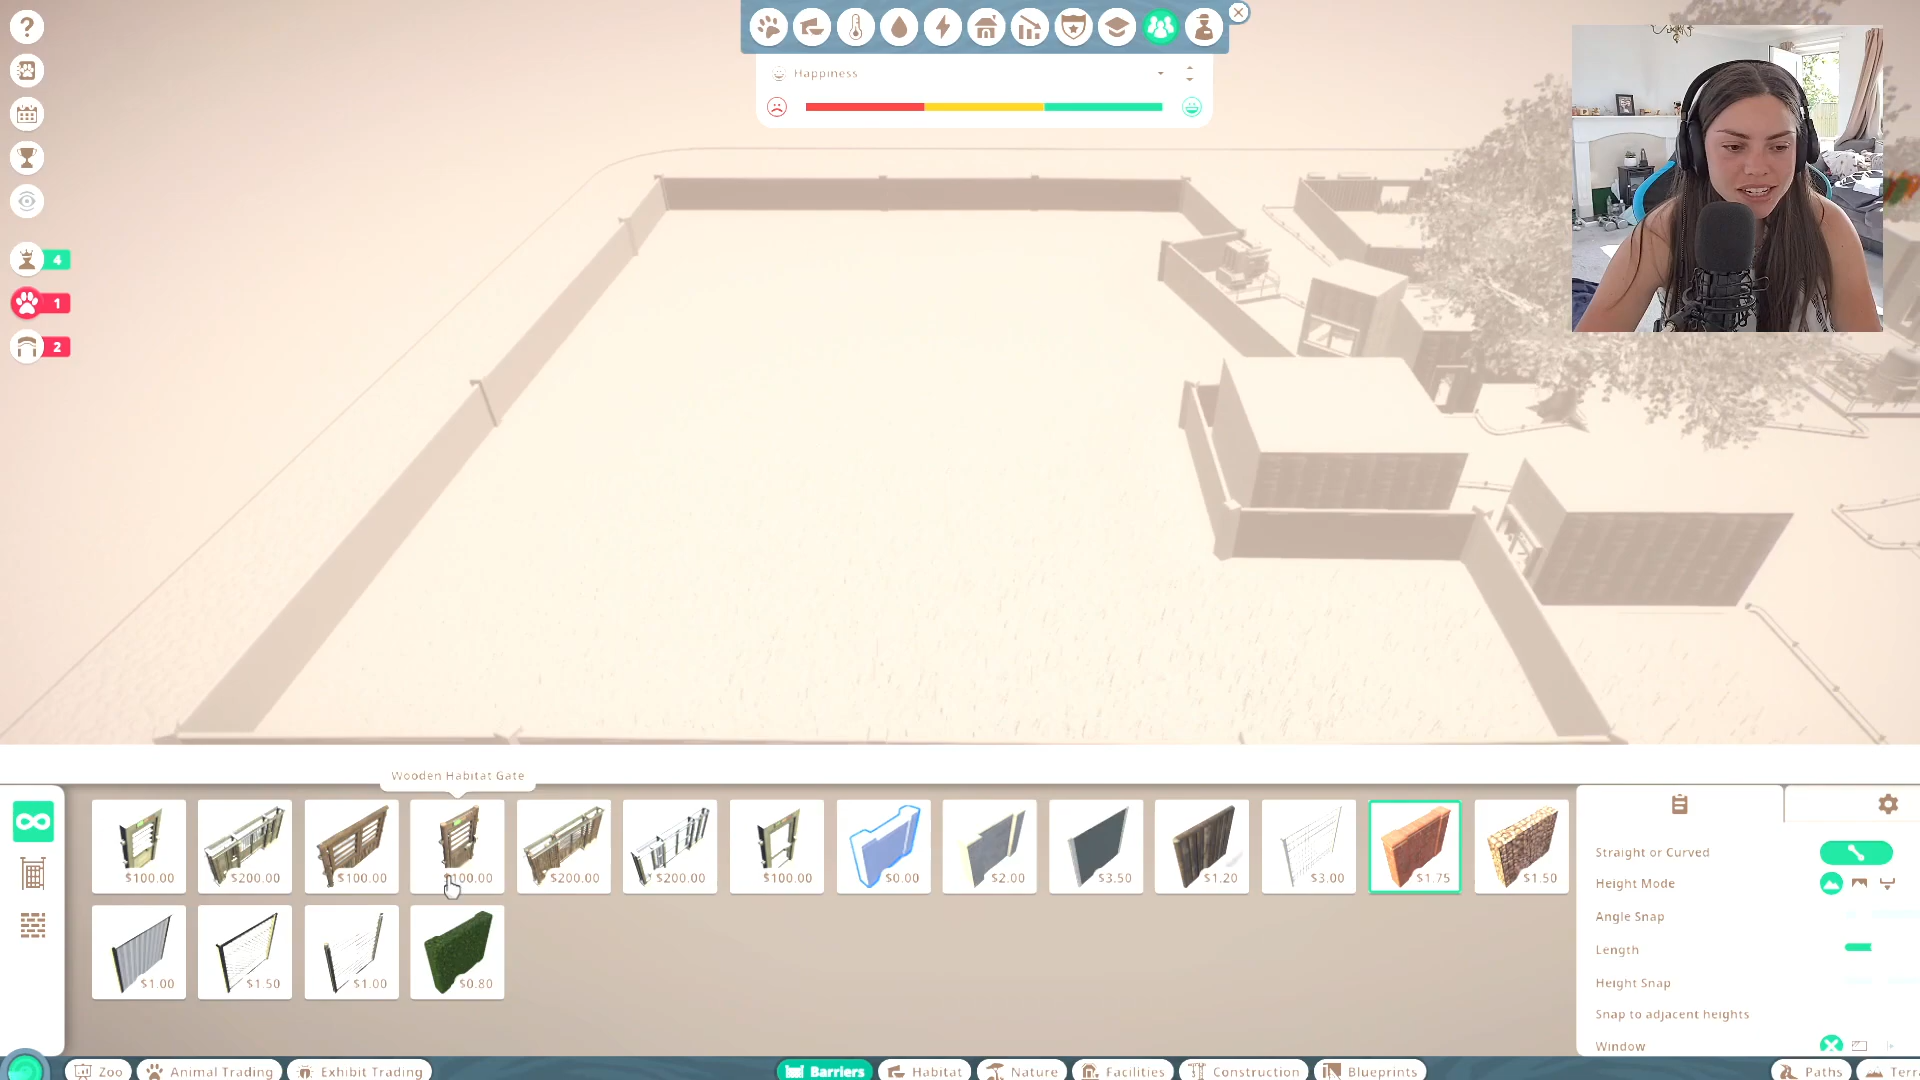 ?
Happiness
4
1
2
Wooden Habitat Gate
$100.00 $200.00 $100.00 $100.00 $200.00 $200.00 $100.00 $0.00 $2.00 $3.50 $1.20 $3.00 $1.75 $1.50
$1.00 $1.50 $1.00 $0.80
Straight or Curved
Height Mode
Angle Snap
Length
Height Snap
Snap to adjacent heights
Window
Zoo Animal Trading Exhibit Trading Barriers Habitat Nature Facilities Construction Blueprints Paths Terr